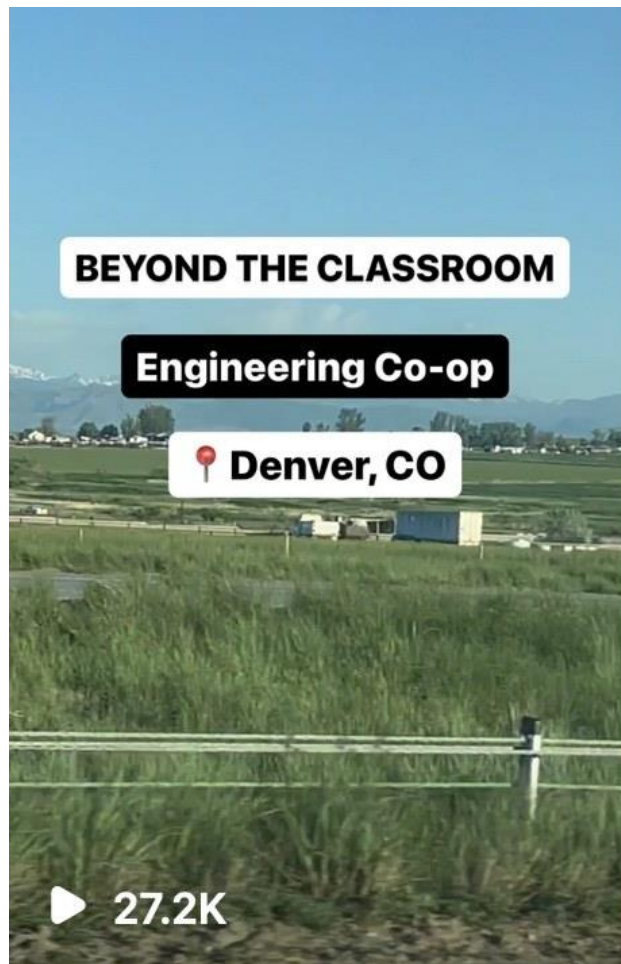 BEYOND THE CLASSROOM
Engineering Co-op
📍Denver, CO
27.2K